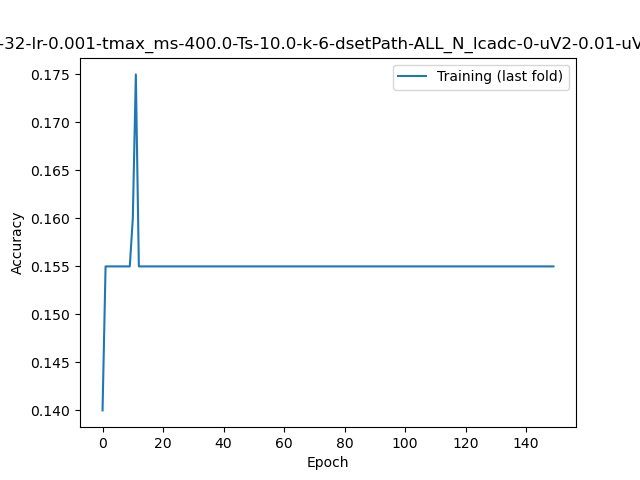 -32-lr-0.001-tmax_ms-400.0-Ts-10.0-k-6-dsetPath-ALL_N_lcadc-0-uV2-0.01-uV
Training (last fold)
0.175
0.170
0.165
0.160
0.155
0.150
0.145
0.140
Accuracy
0 20 40 60 80 100 120 140
Epoch